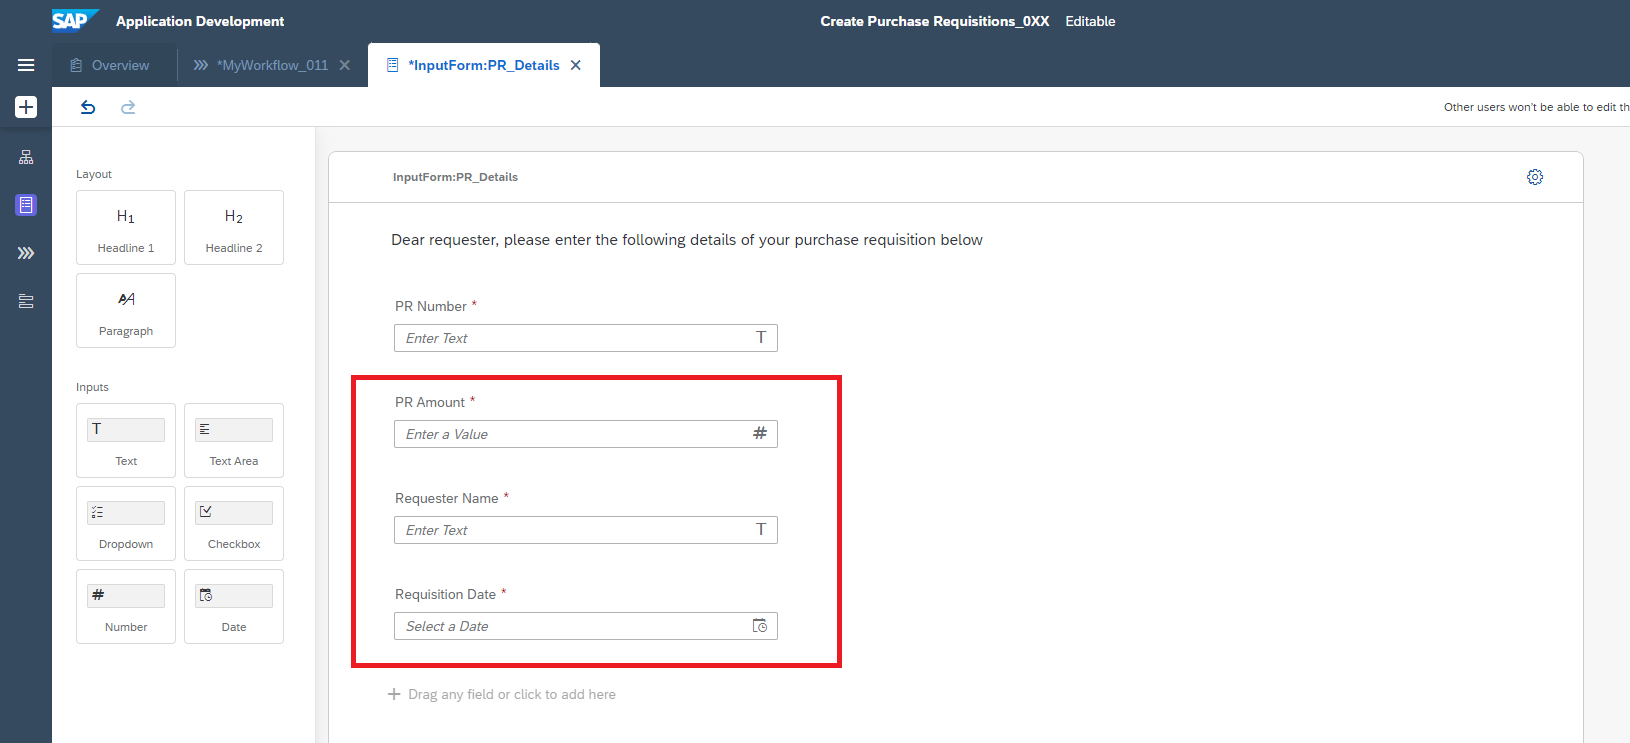 SAP Application Development
Create Purchase Requisitions_0XX Editable
Overview
*MyWorkflow_011
*InputForm:PR_Details
Other users won't be able to edit th
Layout
H1
Headline 1
H2
Headline 2
Paragraph
Inputs
Text
Text Area
Dropdown
Checkbox
Number
Date
InputForm:PR_Details
Dear requester, please enter the following details of your purchase requisition below
PR Number *
Enter Text
PR Amount *
Enter a Value
Requester Name *
Enter Text
Requisition Date *
Select a Date
Drag any field or click to add here